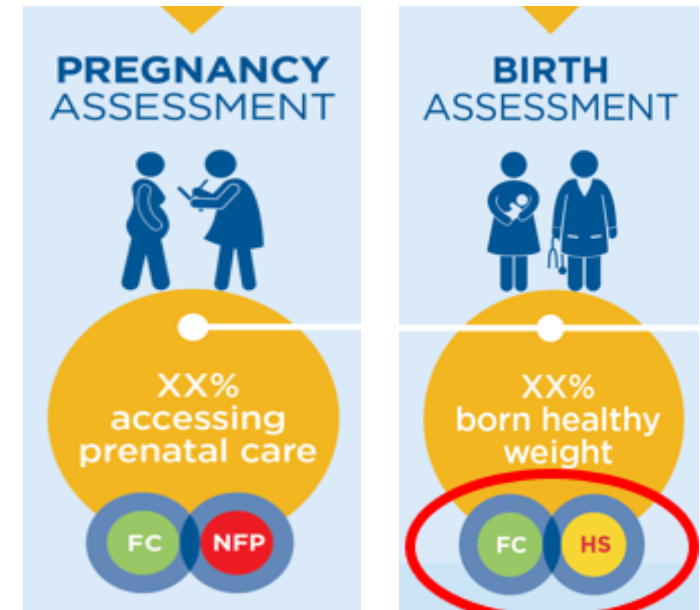 PREGNANCY
ASSESSMENT
XX%
accessing
prenatal care
FC NFP
BIRTH
ASSESSMENT
XX%
born healthy
weight
FC HS